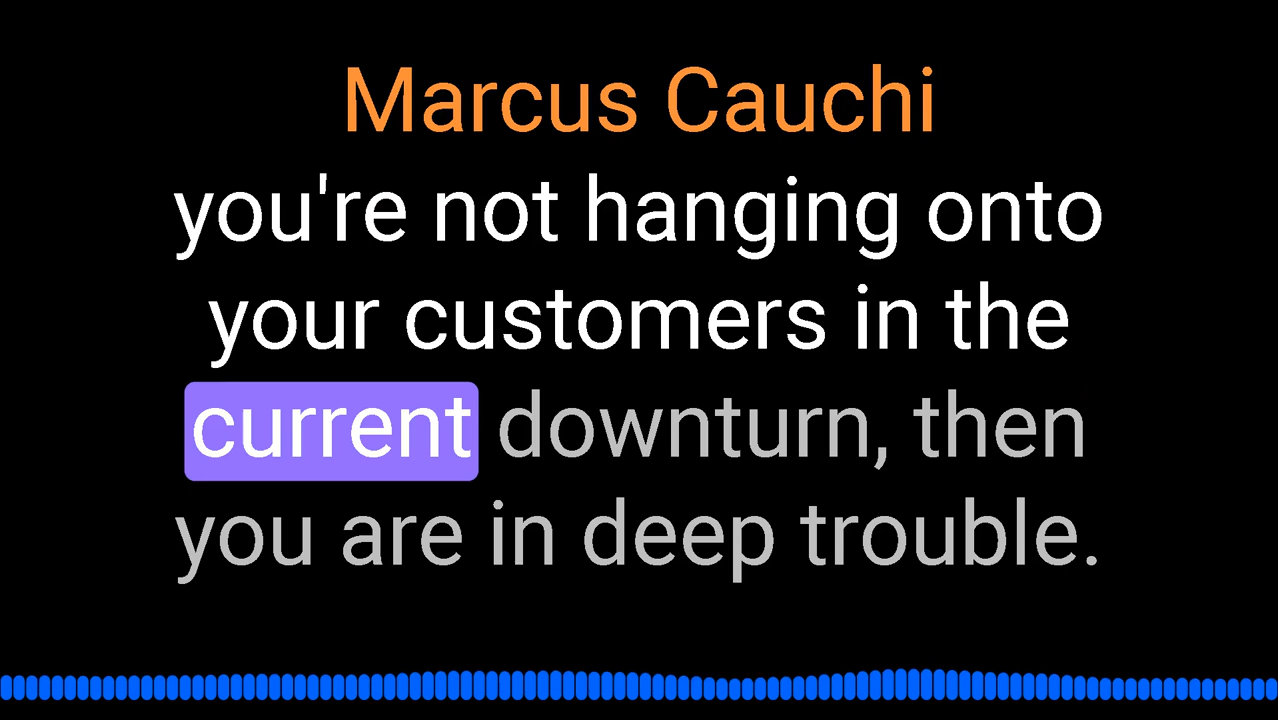 Marcus Cauchi
you're not hanging onto
your customers in the
current downturn, then
you are in deep trouble.